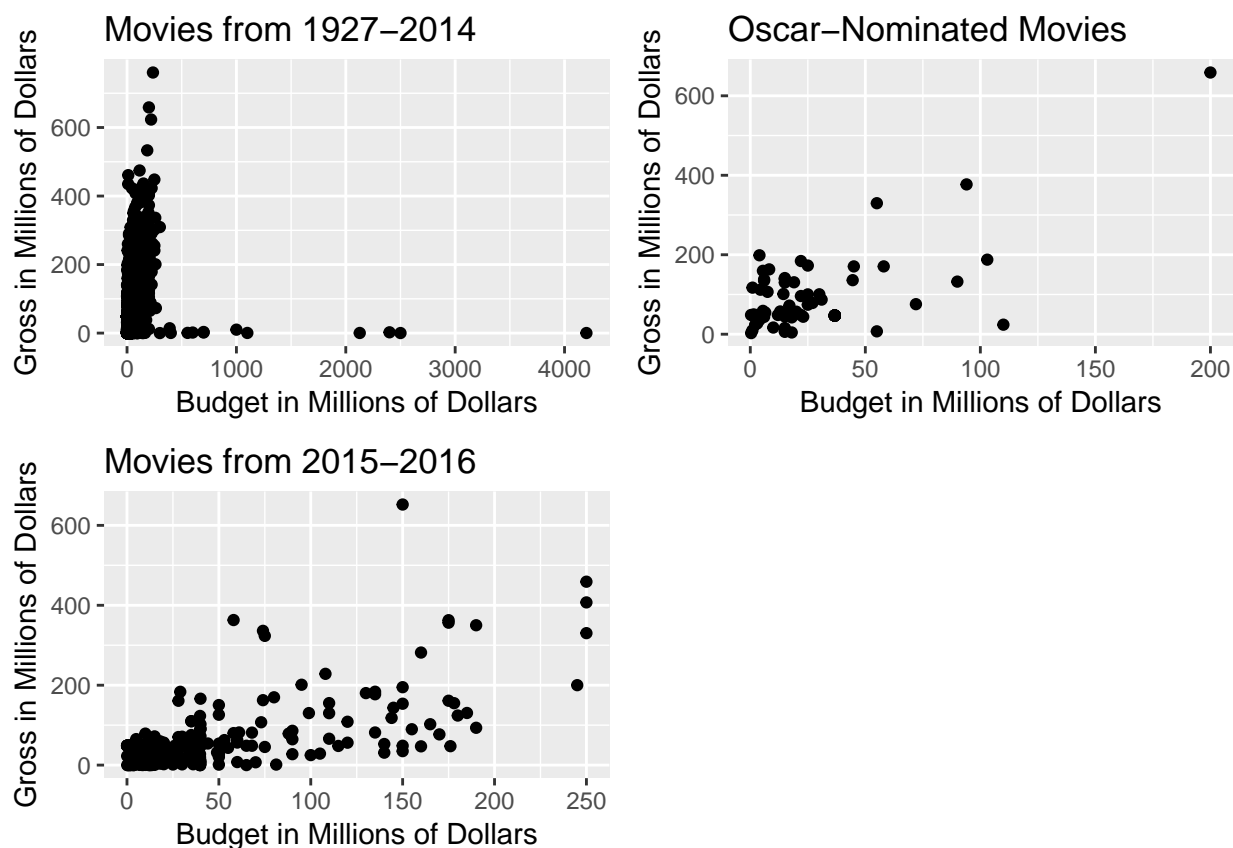 Movies from 1927−2014
Gross in Millions of Dollars
600
400
200
0
0 1000 2000 3000 4000
Budget in Millions of Dollars
Oscar−Nominated Movies
Gross in Millions of Dollars
600
400
200
0
0 50 100 150 200
Budget in Millions of Dollars
Movies from 2015−2016
Gross in Millions of Dollars
600
400
200
0
0 50 100 150 200 250
Budget in Millions of Dollars